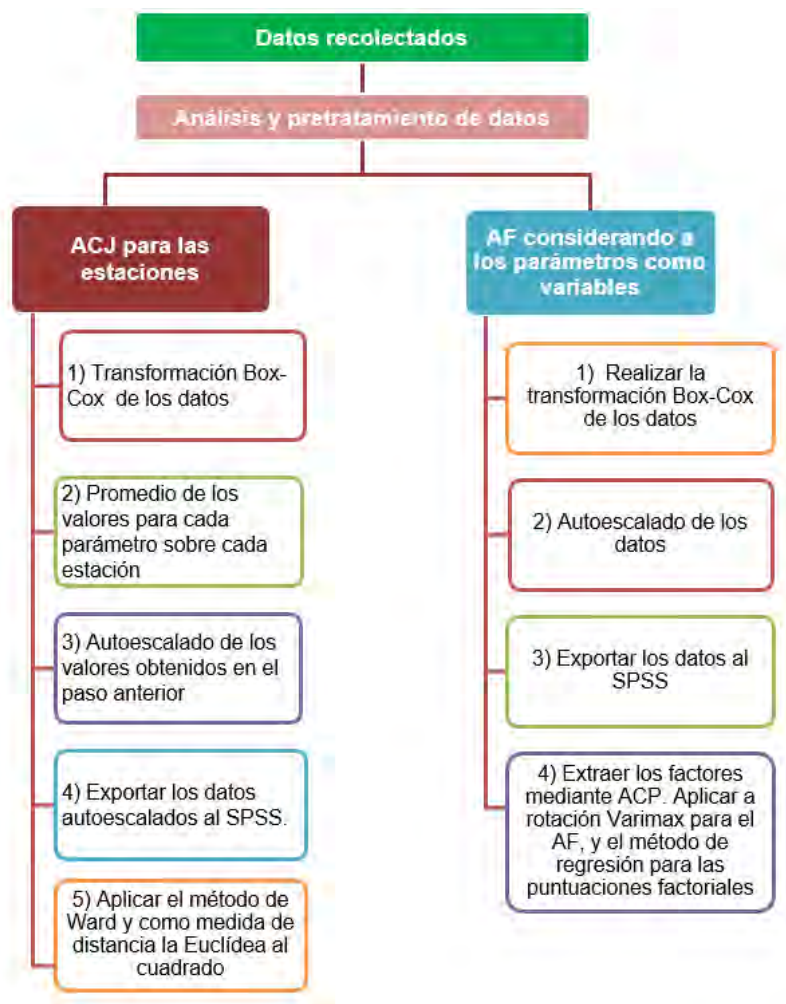 Datos recolectados
Análisis y pretratamiento de datos
ACJ para las
estaciones
1) Transformación Box-
Cox de los datos
2) Promedio de los
valores para cada
parámetro sobre cada
estación
3) Autoescalado de los
valores obtenidos en el
paso anterior
4) Exportar los datos
autoescalados al SPSS.
5) Aplicar el método de
Ward y como medida de
distancia la Euclídea al
cuadrado
AF considerando a
los parámetros como
variables
1) Realizar la
transformación Box-Cox
de los datos
2) Autoescalado de los
datos
3) Exportar los datos al
SPSS
4) Extraer los factores
mediante ACP. Aplicar a
rotación Varimax para el
AF, y el método de
regresión para las
puntuaciones factoriales